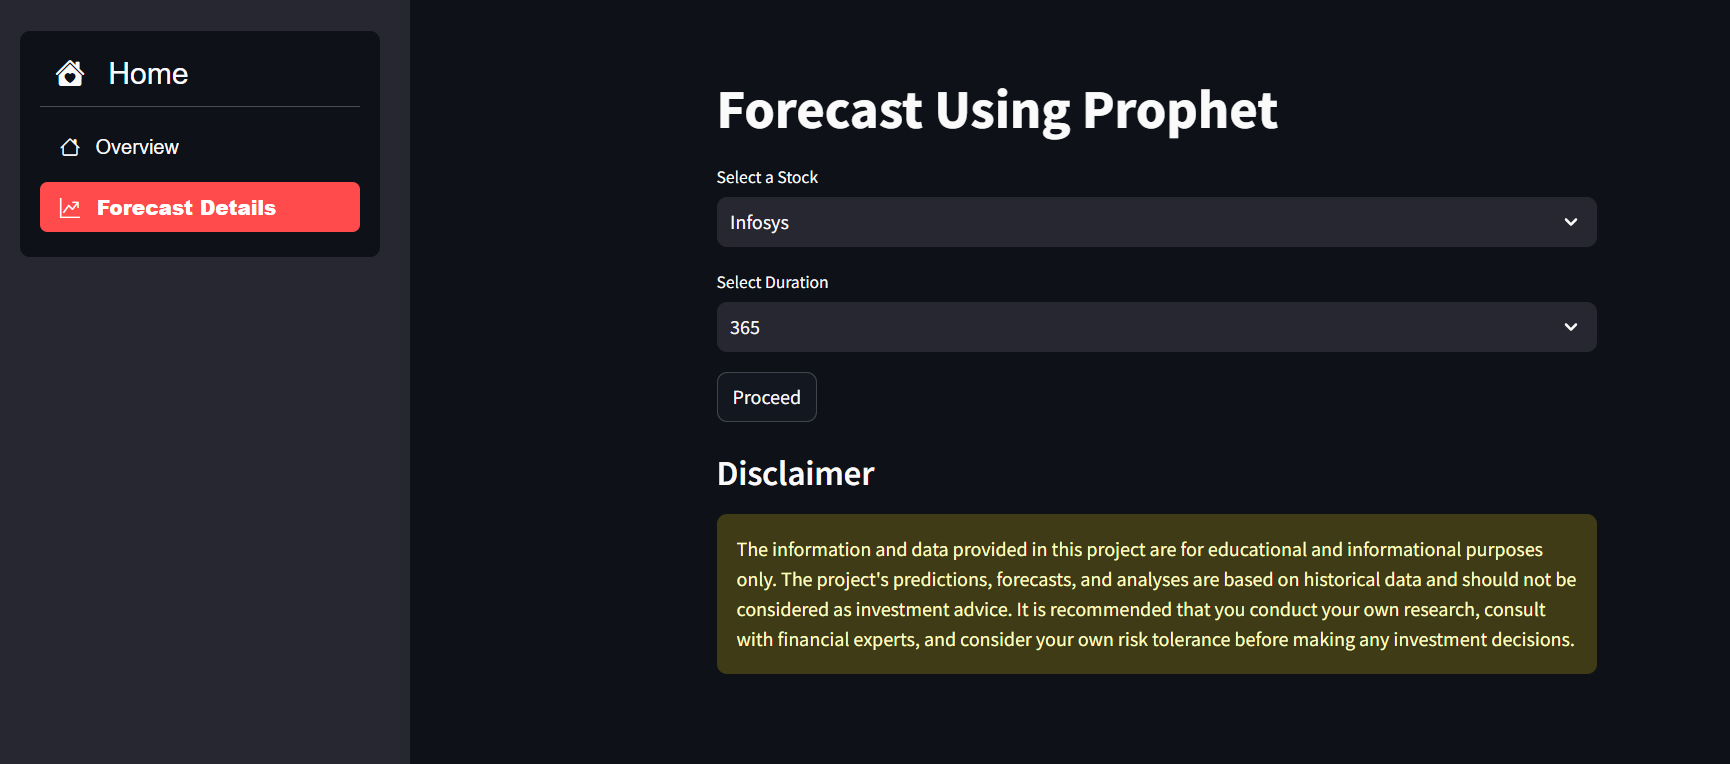 Home
Overview
Forecast Details
Forecast Using Prophet
Select a Stock
Infosys
Select Duration
365
Proceed
Disclaimer
The information and data provided in this project are for educational and informational purposes
only. The project's predictions, forecasts, and analyses are based on historical data and should not be
considered as investment advice. It is recommended that you conduct your own research, consult
with financial experts, and consider your own risk tolerance before making any investment decisions.